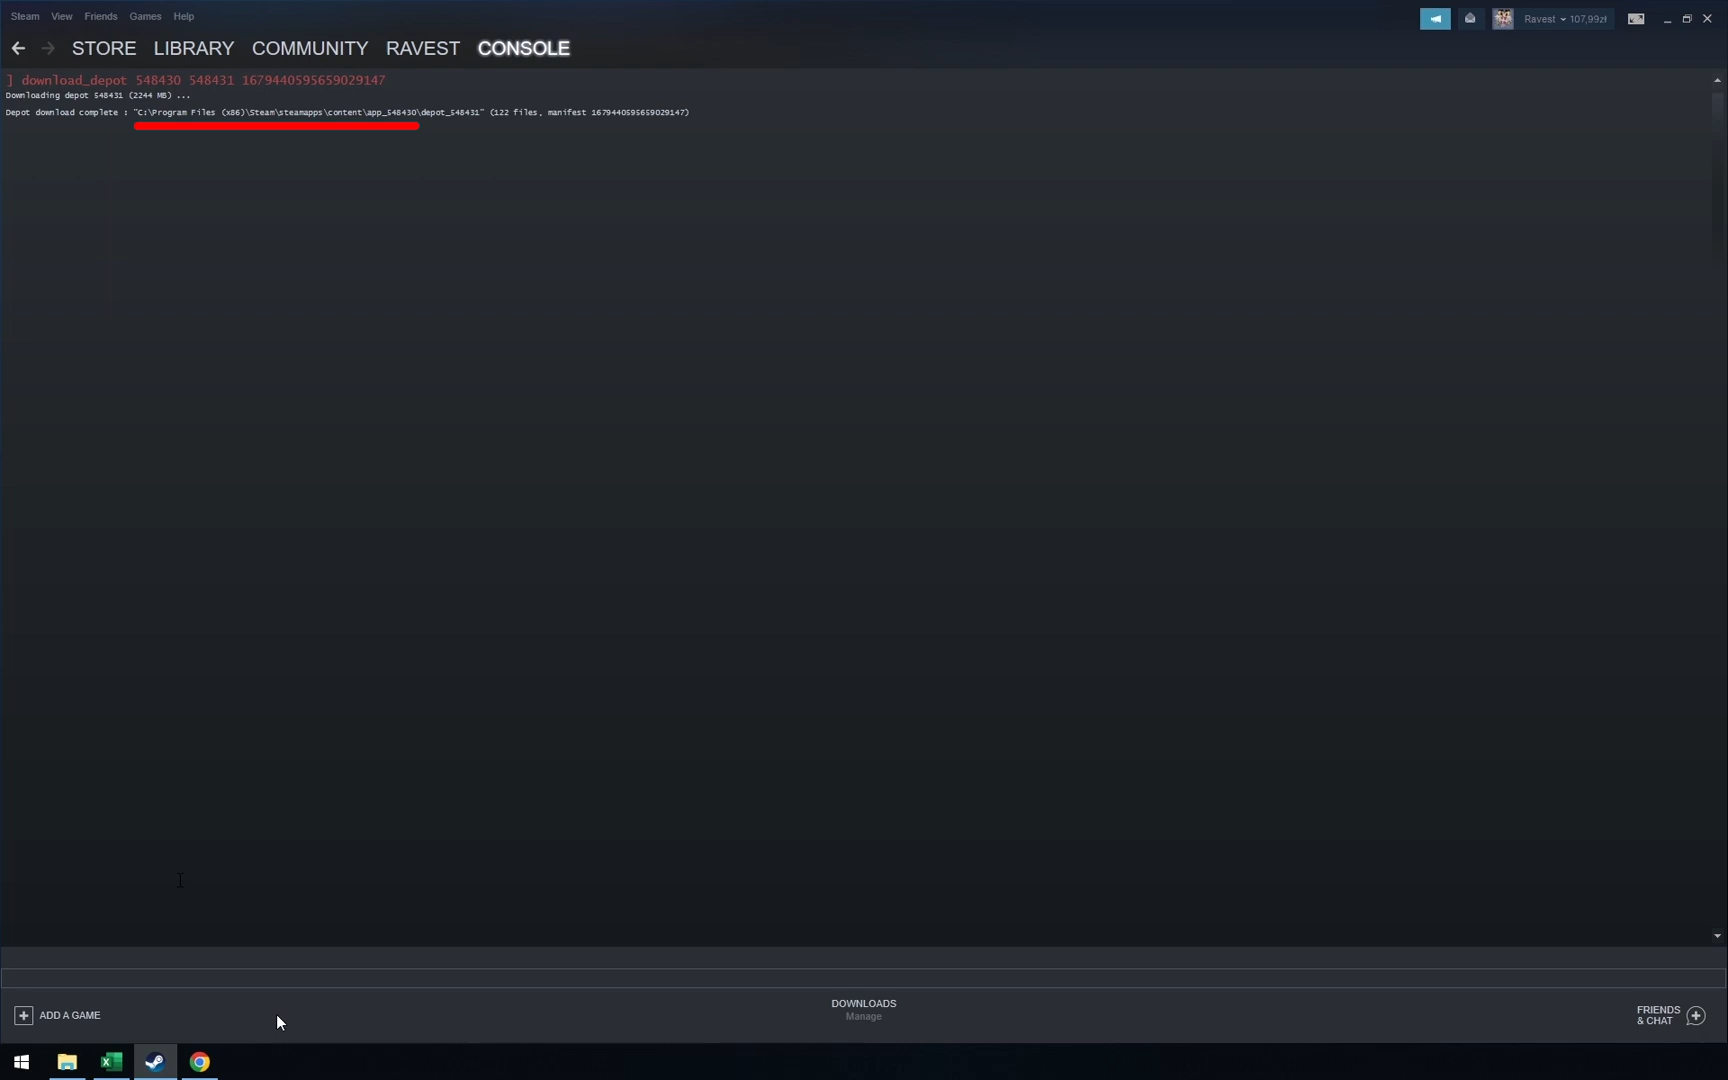 Steam View Friends Games Help
Ravest 107,99zł
STORE LIBRARY COMMUNITY RAVEST CONSOLE
] download_depot 548430 548431 1679440595659029147
Downloading depot 548431 (2244 MB) ...
Depot download complete : "C:\Program Files (x86)\Steam\steamapps\content\app_548430\depot_548431" (122 files, manifest 1679440595659029147)
ADD A GAME
DOWNLOADS
Manage
FRIENDS
& CHAT